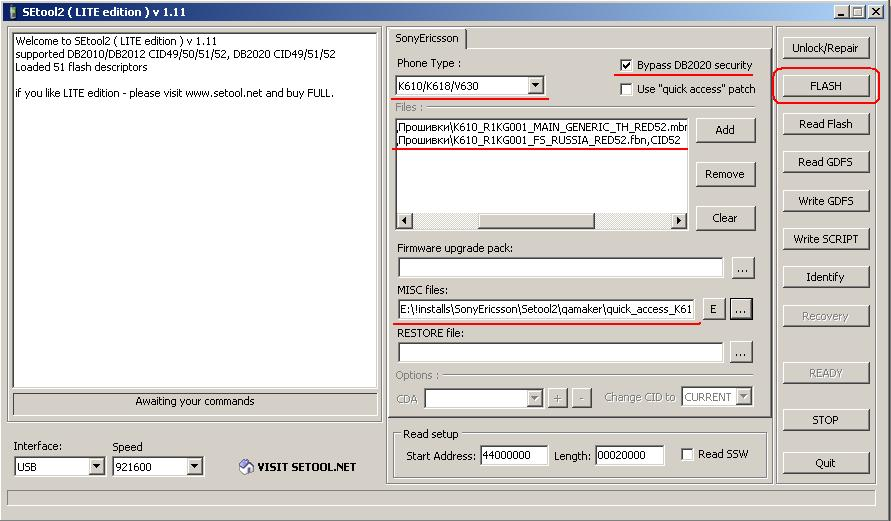 SEtool2 ( LITE edition ) v 1.11
Welcome to SEtool2 ( LITE edition ) v 1.11
supported DB2010/DB2012 CID49/50/51/52, DB2020 CID49/51/52
Loaded 51 flash descriptors
if you like LITE edition - please visit www.setool.net and buy FULL.
Awaiting your commands
Interface:
Speed
USB
921600
VISIT SETOOL.NET
SonyEricsson
Phone Type :
K610/K618/V630
Bypass DB2020 security
Use "quick access" patch
Files :
,Прошивки\K610_R1KG001_MAIN_GENERIC_TH_RED52.mbn
,Прошивки\K610_R1KG001_FS_RUSSIA_RED52.fbn,CID52
Add
Remove
Clear
Firmware upgrade pack:
...
MISC files:
E:\!installs\SonyEricsson\Setool2\qamaker\quick_access_K61
E
...
RESTORE file:
...
Options :
CDA
+
-
Change CID to
CURRENT
Read setup
Start Address:
44000000
Length:
00020000
Read SSW
Unlock/Repair
FLASH
Read Flash
Read GDFS
Write GDFS
Write SCRIPT
Identify
Recovery
READY
STOP
Quit